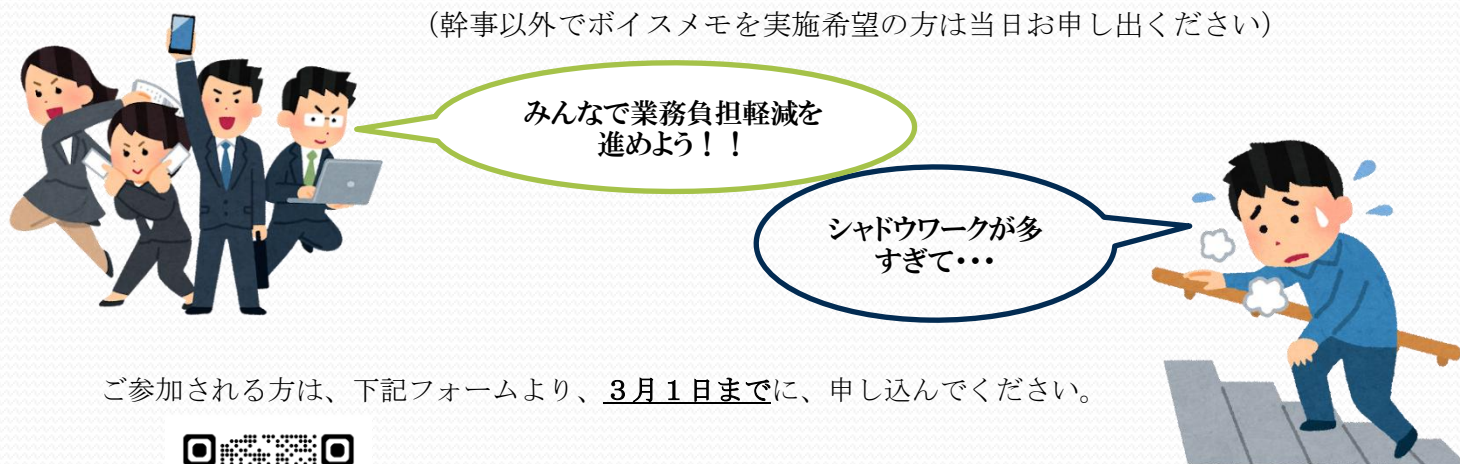 （幹事以外でボイスメモを実施希望の方は当日お申し出ください）
みんなで業務負担軽減を
進めよう！！
シャドウワークが多
すぎて・・・
ご参加される方は、下記フォームより、３月１日までに、申し込んでください。